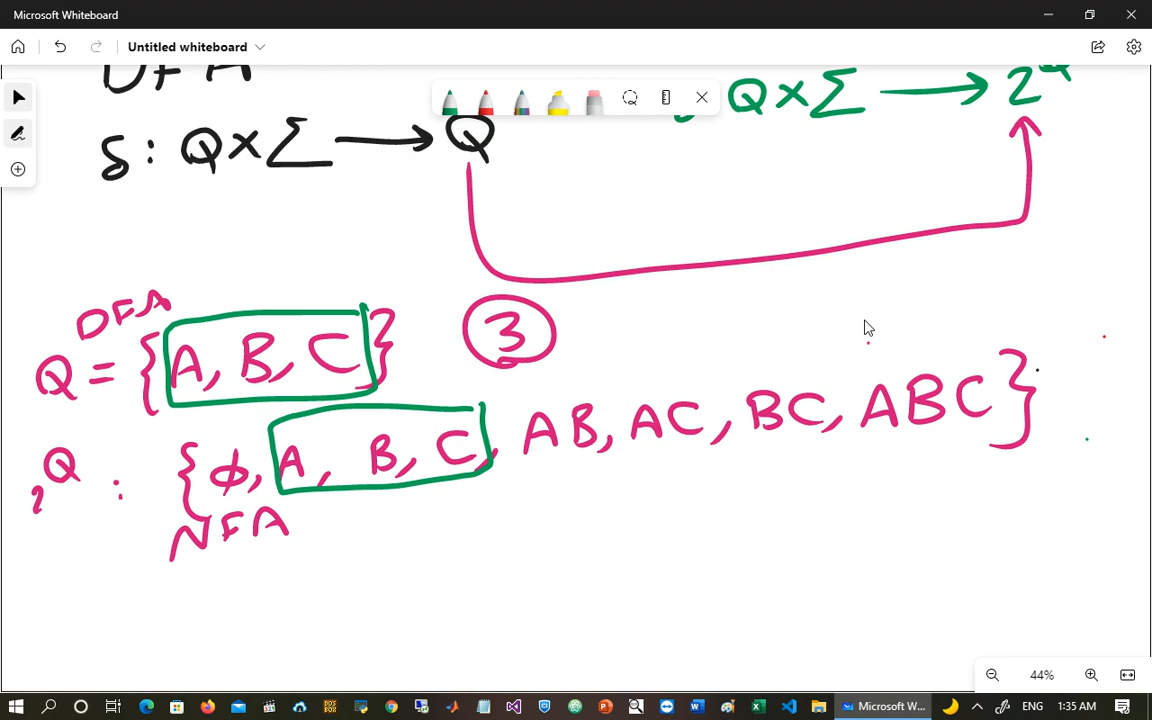 Microsoft Whiteboard
Untitled whiteboard
DFA
Q×Σ → 2^Q
δ: Q×Σ → Q
DFA
Q = {A, B, C}
3
2^Q : {φ, A, B, C, AB, AC, BC, ABC}
NFA
44%
Microsoft W...
ENG
1:35 AM